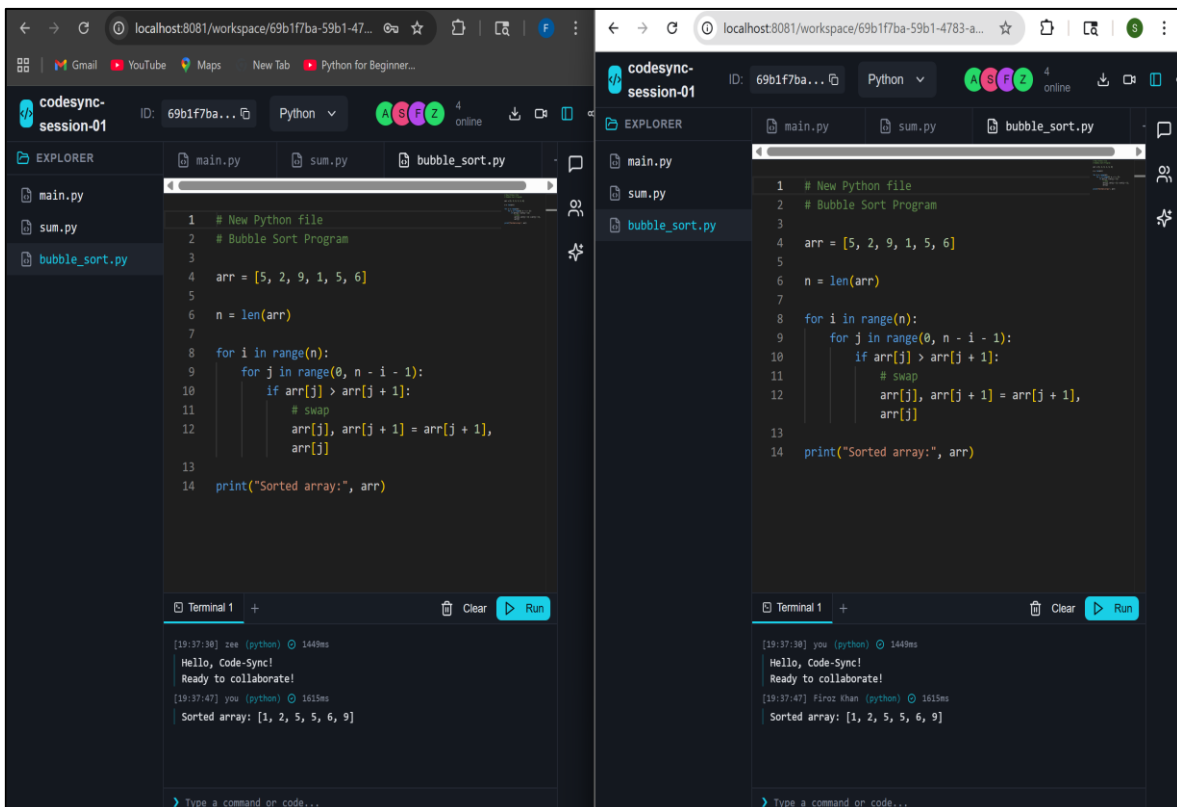 localhost:8081/workspace/69b1f7ba-59b1-47...
F
Gmail
YouTube
Maps
New Tab
Python for Beginner...
codesync-session-01
ID:
69b1f7ba...
Python
A S F Z
4 online
EXPLORER
main.py
sum.py
bubble_sort.py
main.py
sum.py
bubble_sort.py
1 # New Python file
2 # Bubble Sort Program
3
4 arr = [5, 2, 9, 1, 5, 6]
5
6 n = len(arr)
7
8 for i in range(n):
9 for j in range(0, n - i - 1):
10 if arr[j] > arr[j + 1]:
11 # swap
12 arr[j], arr[j + 1] = arr[j + 1],
arr[j]
13
14 print("Sorted array:", arr)
Terminal 1
+
Clear
Run
[19:37:30] zee (python) 1449ms
Hello, Code-Sync!
Ready to collaborate!
[19:37:47] you (python) 1615ms
Sorted array: [1, 2, 5, 5, 6, 9]
❯ Type a command or code...
localhost:8081/workspace/69b1f7ba-59b1-4783-a...
S
codesync-session-01
ID:
69b1f7ba...
Python
A S F Z
4 online
EXPLORER
main.py
sum.py
bubble_sort.py
main.py
sum.py
bubble_sort.py
1 # New Python file
2 # Bubble Sort Program
3
4 arr = [5, 2, 9, 1, 5, 6]
5
6 n = len(arr)
7
8 for i in range(n):
9 for j in range(0, n - i - 1):
10 if arr[j] > arr[j + 1]:
11 # swap
12 arr[j], arr[j + 1] = arr[j + 1],
arr[j]
13
14 print("Sorted array:", arr)
Terminal 1
+
Clear
Run
[19:37:30] you (python) 1449ms
Hello, Code-Sync!
Ready to collaborate!
[19:37:47] Firoz Khan (python) 1615ms
Sorted array: [1, 2, 5, 5, 6, 9]
❯ Type a command or code...